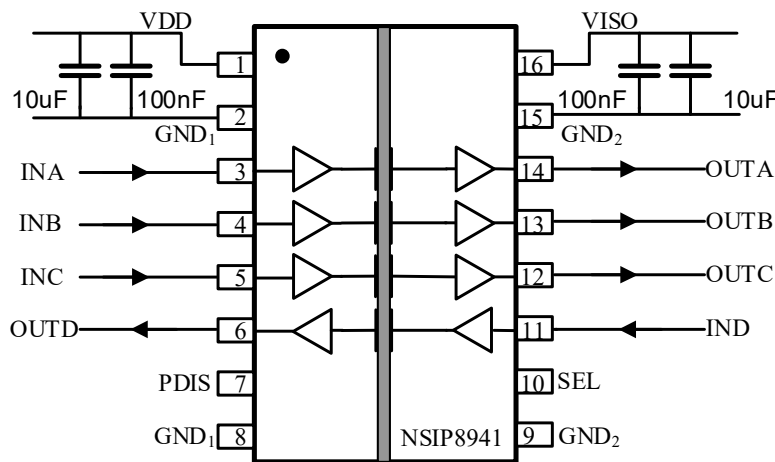 VDD VISO
1 16
10uF 100nF 100nF 10uF
2 15
GND₁ GND₂
INA 3 14 OUTA
INB 4 13 OUTB
INC 5 12 OUTC
OUTD 6 11 IND
PDIS 7 10 SEL
GND₁ 8 NSIP8941 9 GND₂